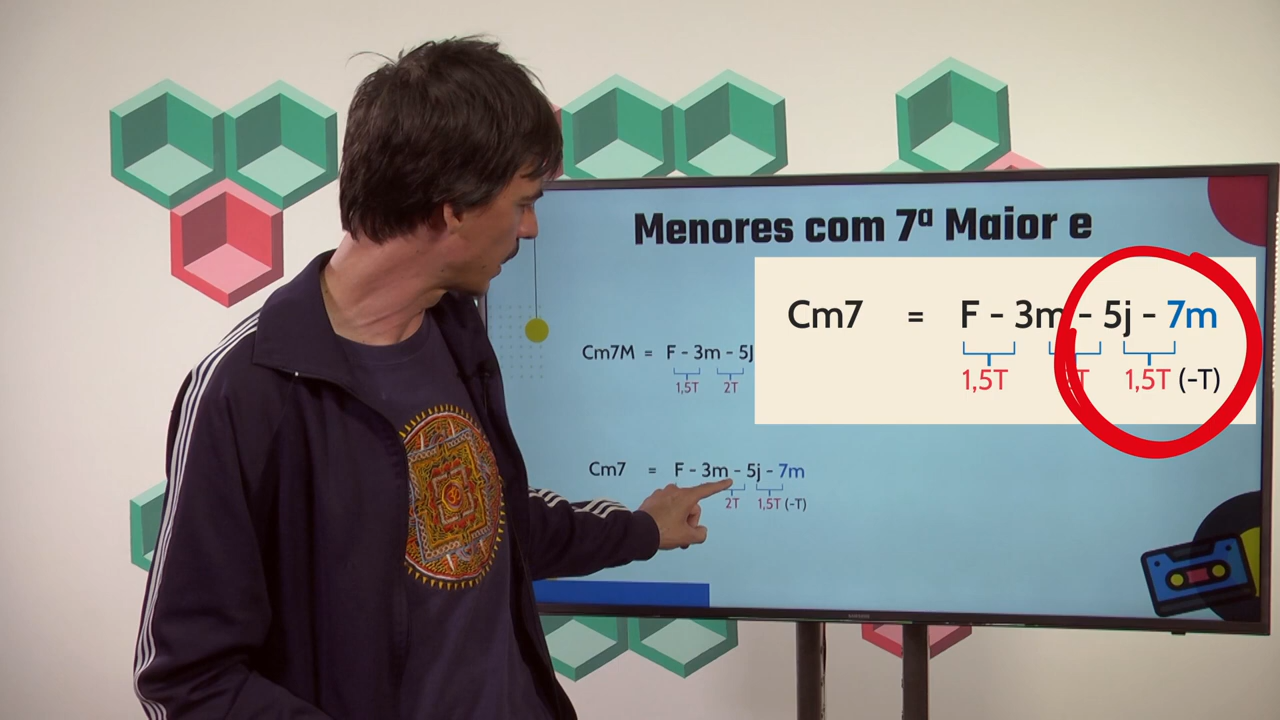 Menores com 7ª Maior e
Cm7 = F - 3m - 5j - 7m
1,5T 1,5T (-T)
Cm7M = F - 3m - 5J
1,5T 2T
Cm7 = F - 3m - 5j - 7m
2T 1,5T (-T)